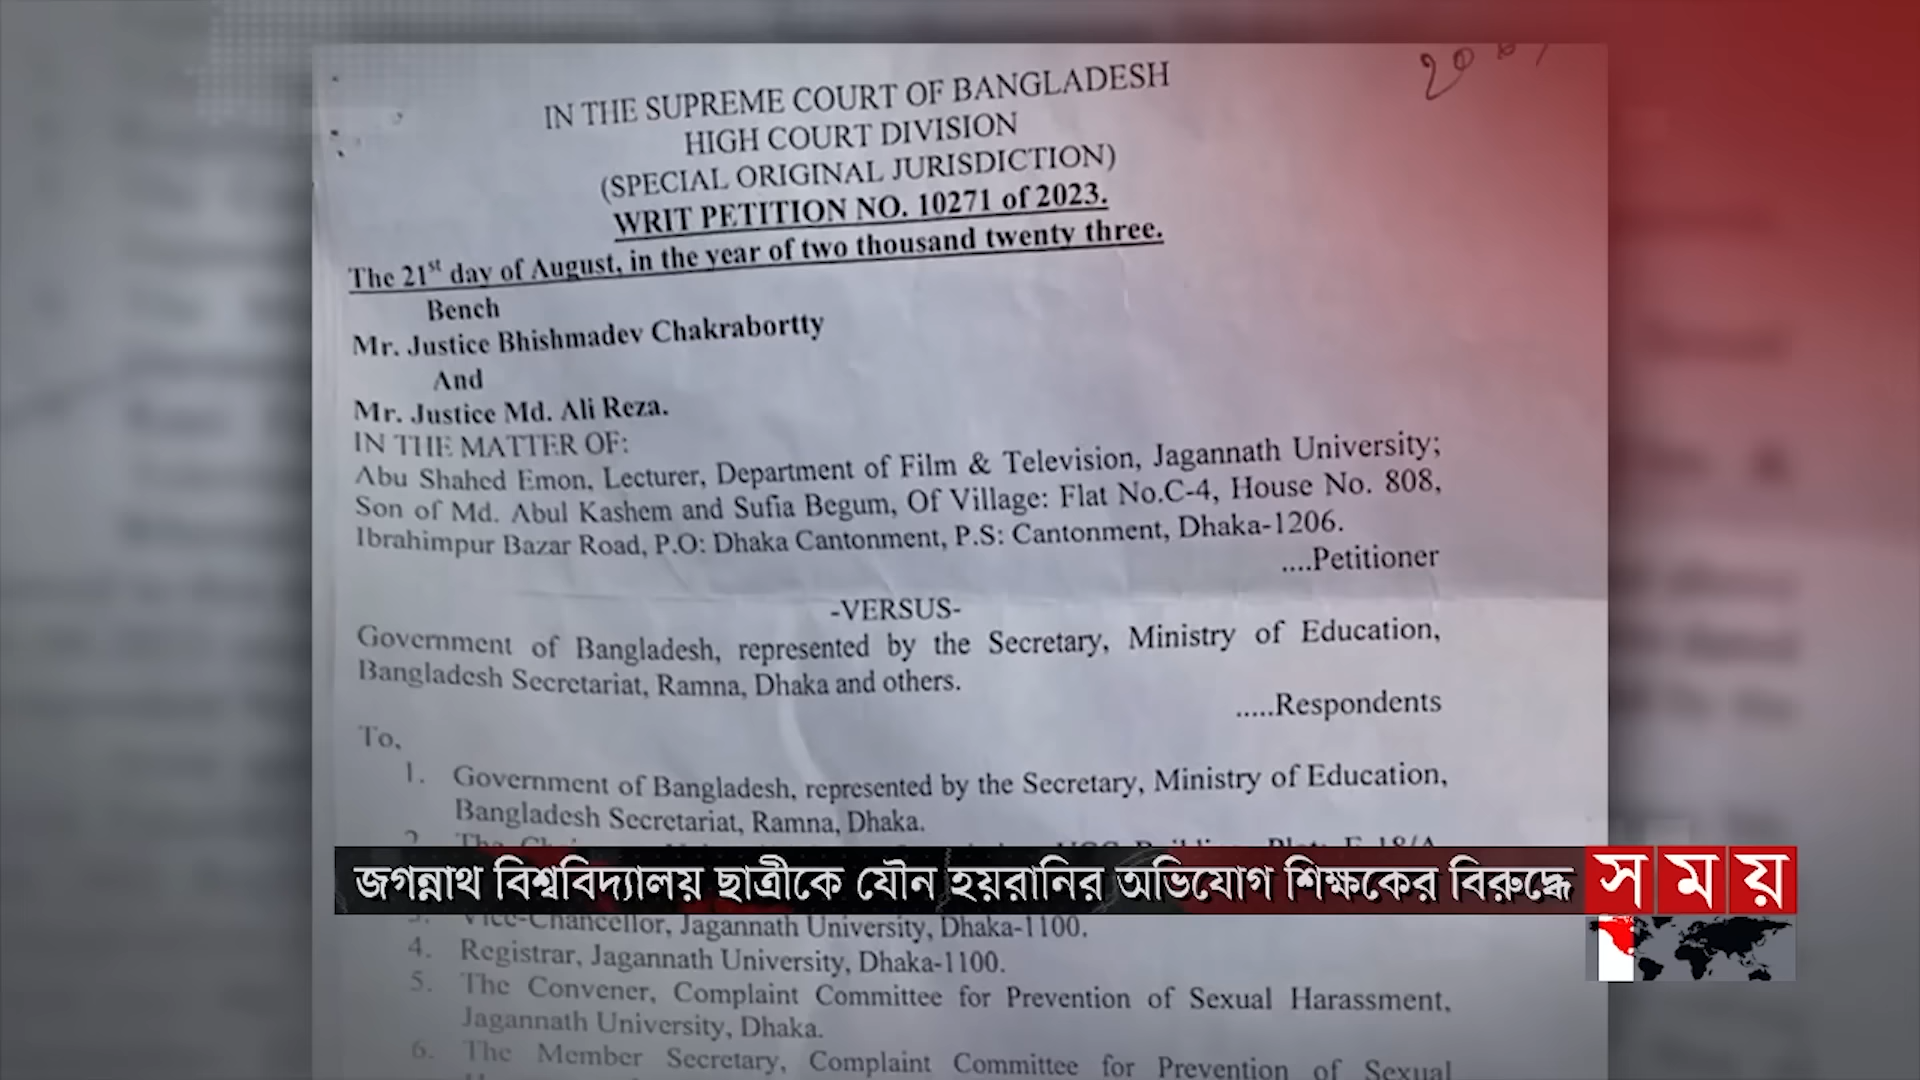 IN THE SUPREME COURT OF BANGLADESH
HIGH COURT DIVISION
(SPECIAL ORIGINAL JURISDICTION)
WRIT PETITION NO. 10271 of 2023.
The 21st day of August, in the year of two thousand twenty three.
Bench
Mr. Justice Bhishmadev Chakrabortty
And
Mr. Justice Md. Ali Reza.
IN THE MATTER OF:
Abu Shahed Emon, Lecturer, Department of Film & Television, Jagannath University;
Son of Md. Abul Kashem and Sufia Begum, Of Village: Flat No.C-4, House No. 808,
Ibrahimpur Bazar Road, P.O: Dhaka Cantonment, P.S: Cantonment, Dhaka-1206.
....Petitioner
-VERSUS-
Government of Bangladesh, represented by the Secretary, Ministry of Education,
Bangladesh Secretariat, Ramna, Dhaka and others.
.....Respondents
To,
1. Government of Bangladesh, represented by the Secretary, Ministry of Education,
Bangladesh Secretariat, Ramna, Dhaka.
জগন্নাথ বিশ্ববিদ্যালয় ছাত্রীকে যৌন হয়রানির অভিযোগ শিক্ষকের বিরুদ্ধে
সময়
3. Vice-Chancellor, Jagannath University, Dhaka-1100.
4. Registrar, Jagannath University, Dhaka-1100.
5. The Convener, Complaint Committee for Prevention of Sexual Harassment,
Jagannath University, Dhaka.
6. The Member Secretary, Complaint Committee for Prevention of Sexual